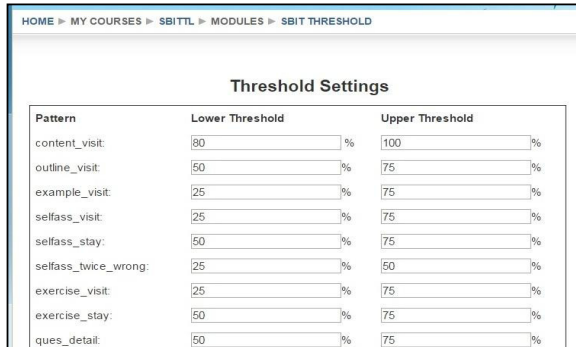 HOME ► MY COURSES ► SBITTL ► MODULES ► SBIT THRESHOLD
Threshold Settings
Pattern Lower Threshold Upper Threshold
content_visit: 80 % 100 %
outline_visit: 50 % 75 %
example_visit: 25 % 75 %
selfass_visit: 25 % 75 %
selfass_stay: 50 % 75 %
selfass_twice_wrong: 25 % 50 %
exercise_visit: 25 % 75 %
exercise_stay: 50 % 75 %
ques_detail: 50 % 75 %